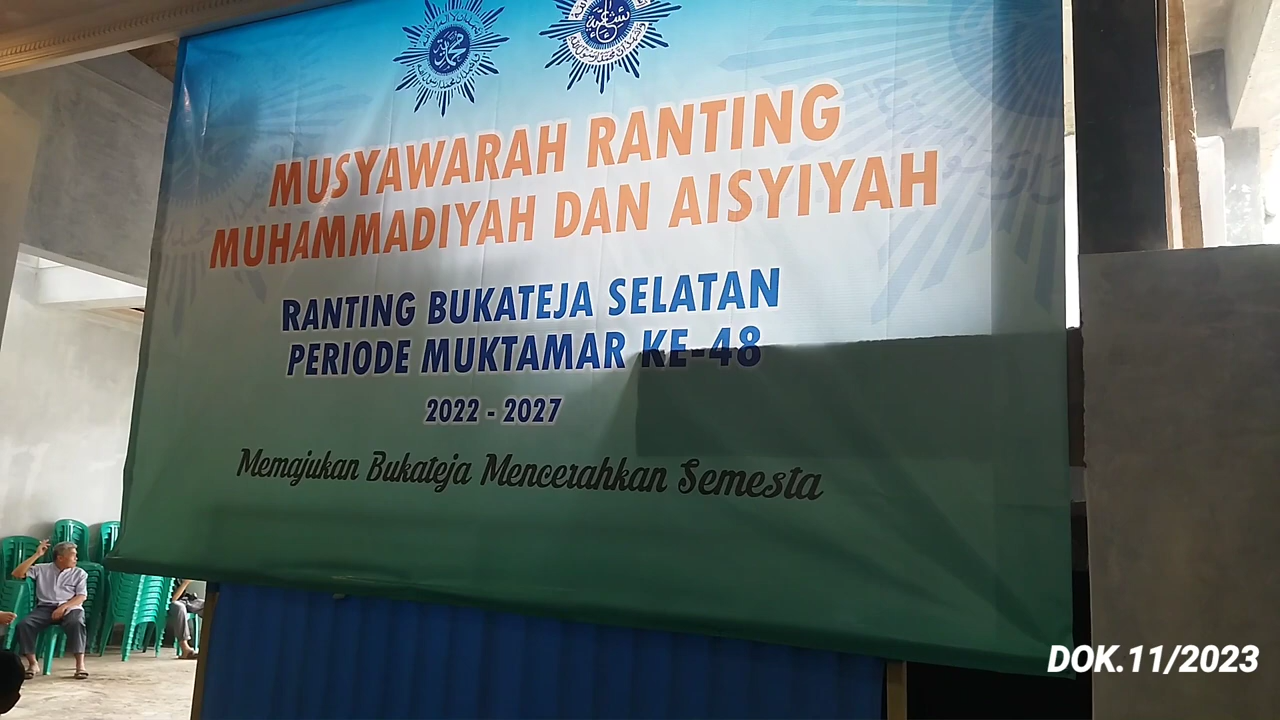 MUSYAWARAH RANTING
MUHAMMADIYAH DAN AISYIYAH
RANTING BUKATEJA SELATAN
PERIODE MUKTAMAR KE-48
2022 - 2027
Memajukan Bukateja Mencerahkan Semesta
DOK.11/2023